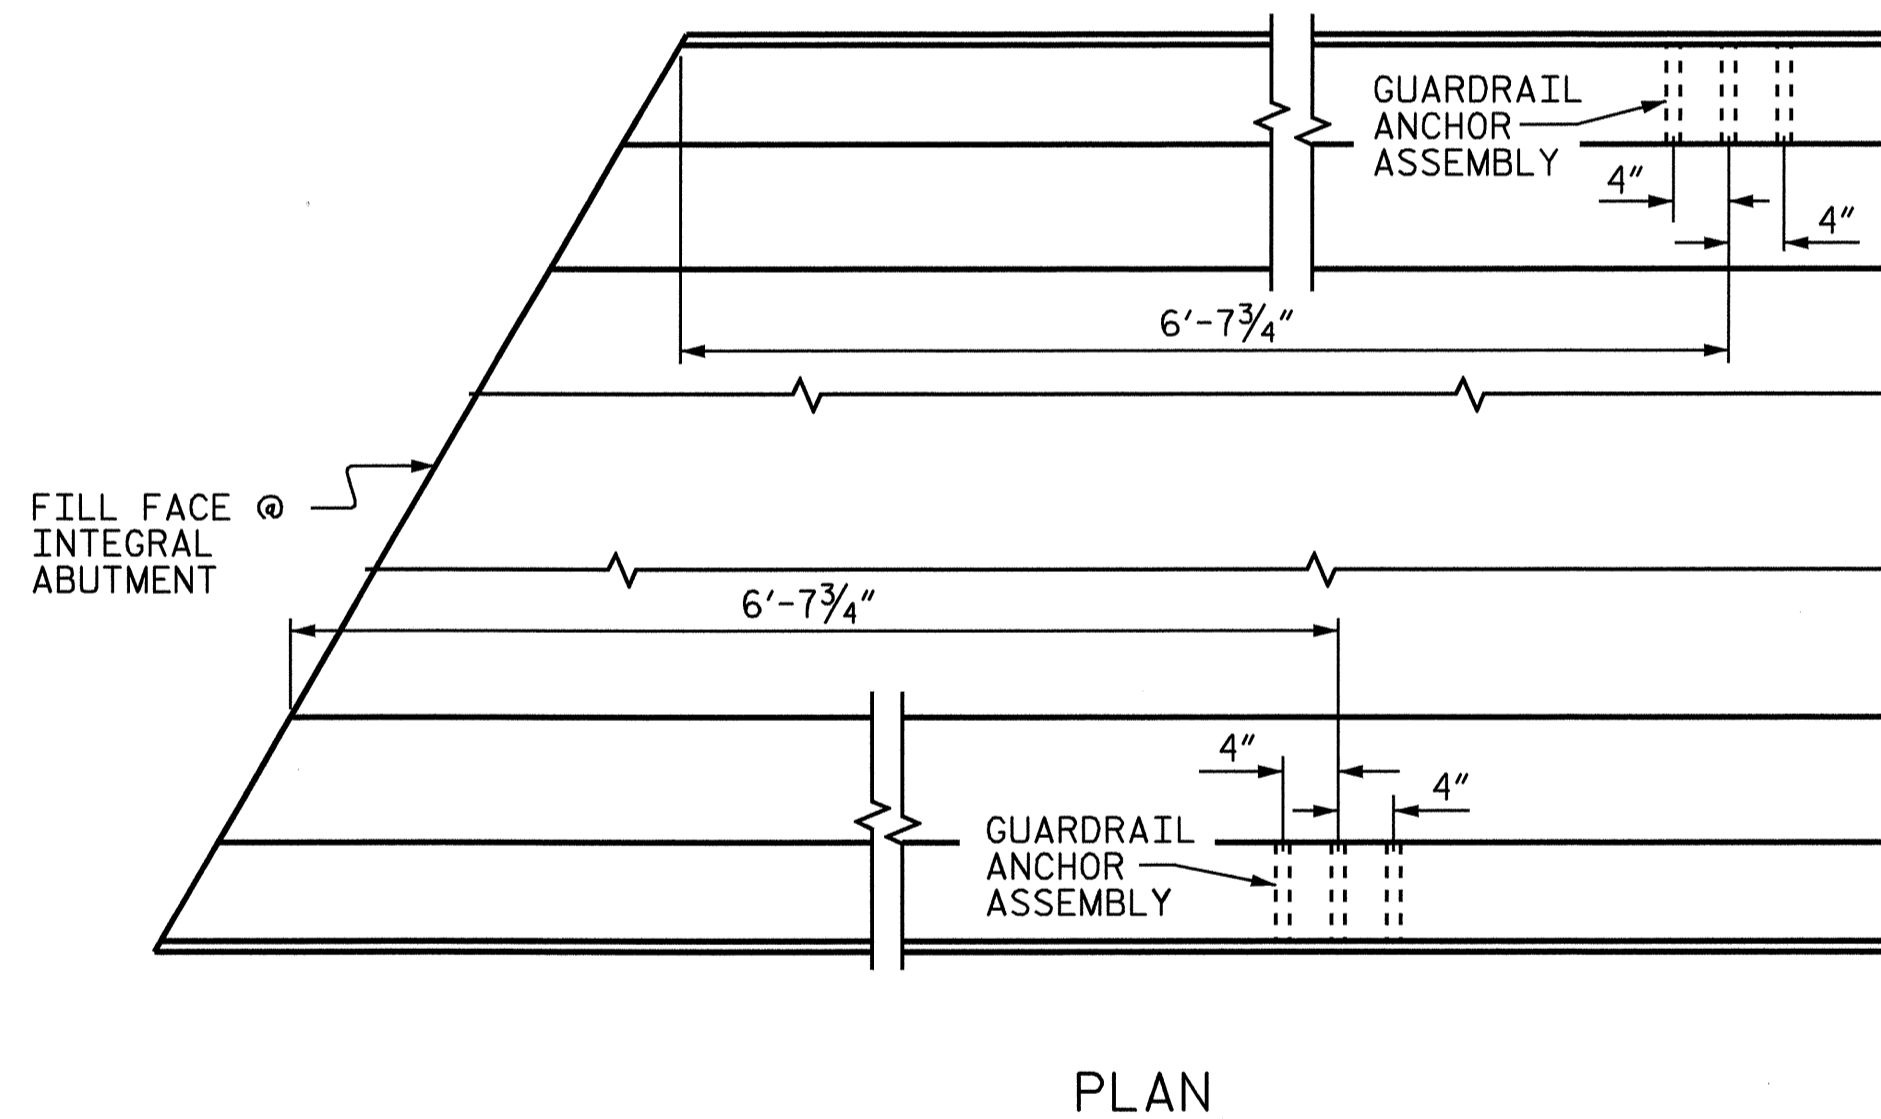 GUARDRAIL
ANCHOR
ASSEMBLY
4"
4"
6'-7¾"
FILL FACE @
INTEGRAL
ABUTMENT
6'-7¾"
4"
4"
GUARDRAIL
ANCHOR
ASSEMBLY
PLAN